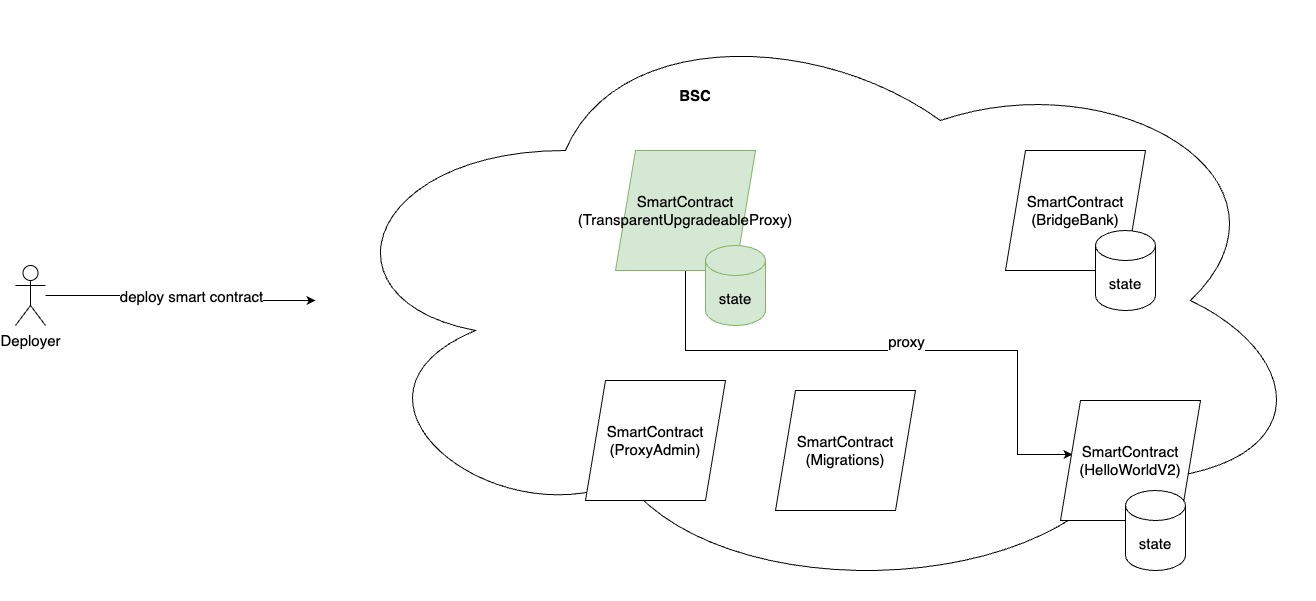 BSC
SmartContract
(TransparentUpgradeableProxy)
state
SmartContract
(BridgeBank)
state
deploy smart contract
Deployer
proxy
SmartContract
(ProxyAdmin)
SmartContract
(Migrations)
SmartContract
(HelloWorldV2)
state